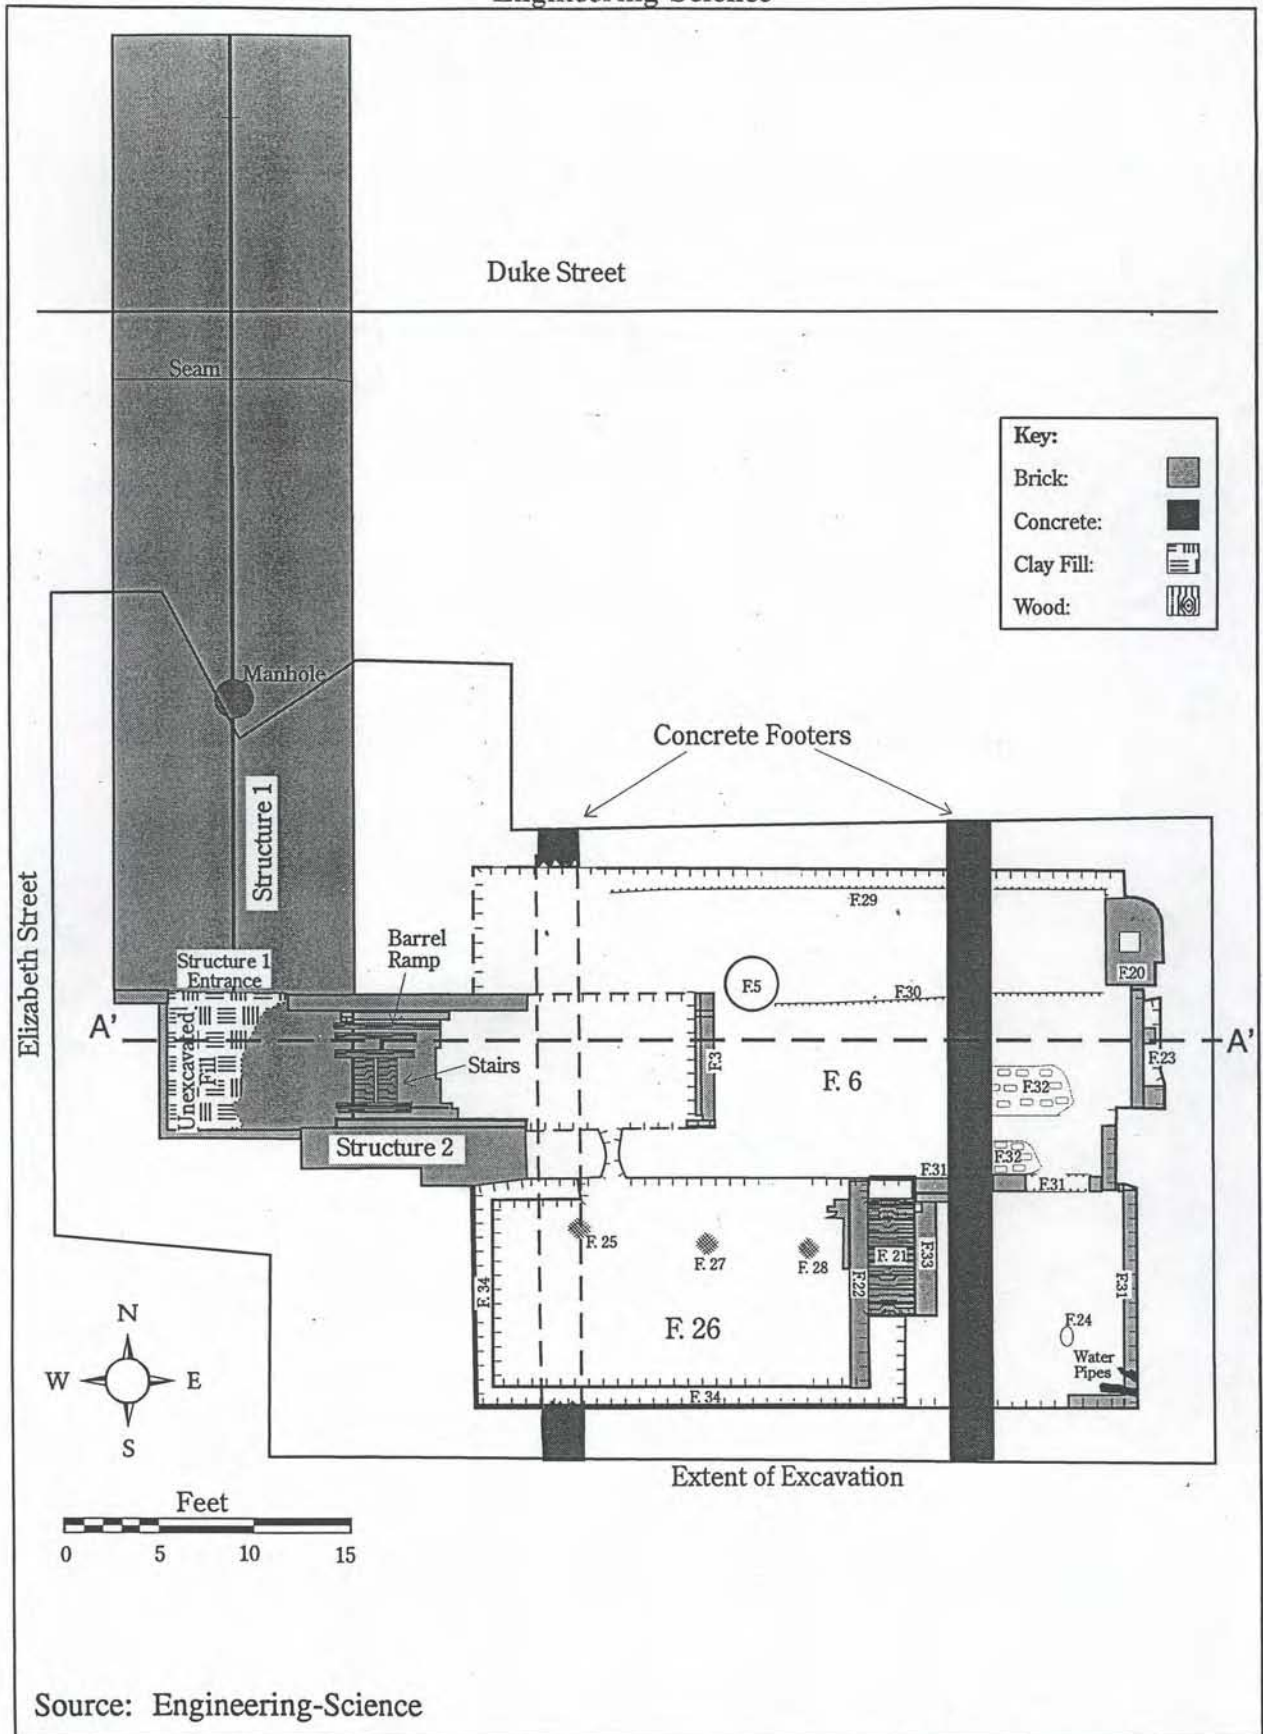 Engineering-Science
Duke Street
Seam
Key:
Brick:
Concrete:
Clay Fill:
Wood:
Manhole
Concrete Footers
Structure 1
Elizabeth Street
F.29
Barrel
Ramp
Structure 1
Entrance
F.5
F.30
F.20
A'
A'
Unexcavated
Fill
Stairs
F.3
F. 6
F.32
F.23
Structure 2
F.32
F.31
F.31
F. 25
F. 27
F. 28
F.22
F. 21
F.33
F.31
F. 34
F. 26
F.24
Water
Pipes
F. 34
N
W
E
S
Extent of Excavation
Feet
0 5 10 15
Source: Engineering-Science